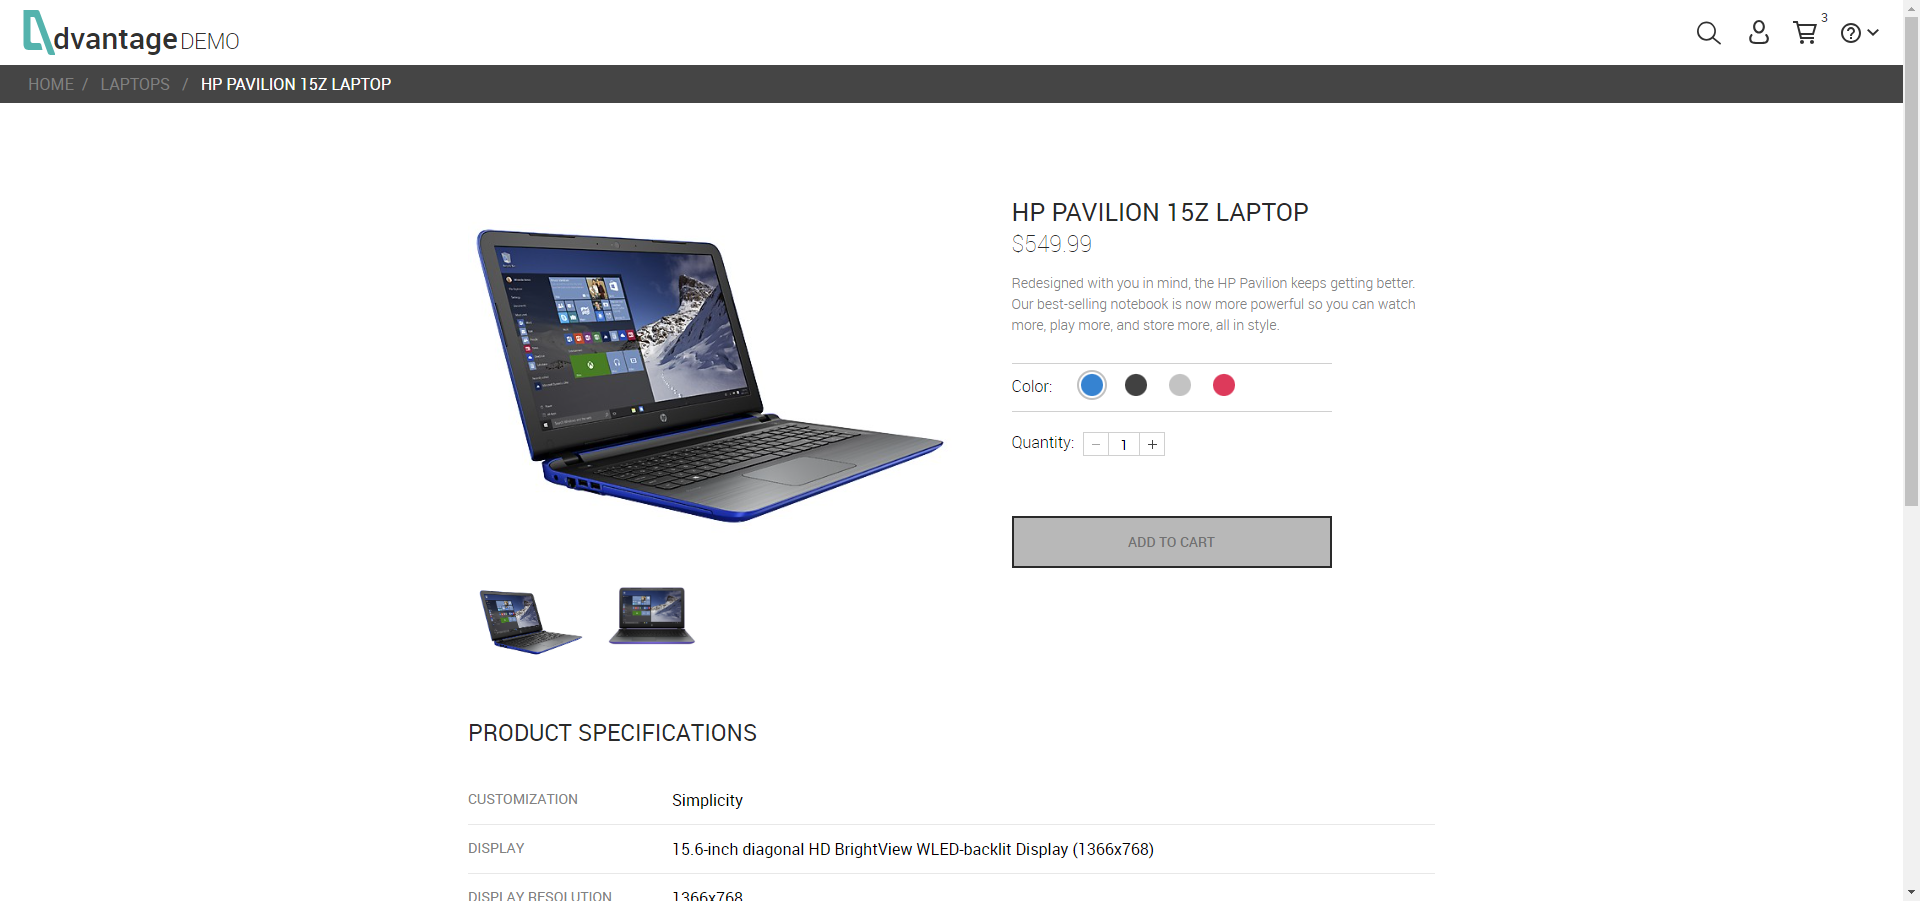 dvantage DEMO
3
HOME / LAPTOPS / HP PAVILION 15Z LAPTOP
HP PAVILION 15Z LAPTOP
$549.99
Redesigned with you in mind, the HP Pavilion keeps getting better.
Our best-selling notebook is now more powerful so you can watch
more, play more, and store more, all in style.
Color:
Quantity: − 1 +
ADD TO CART
PRODUCT SPECIFICATIONS
CUSTOMIZATION Simplicity
DISPLAY 15.6-inch diagonal HD BrightView WLED-backlit Display (1366x768)
DISPLAY RESOLUTION 1366x768